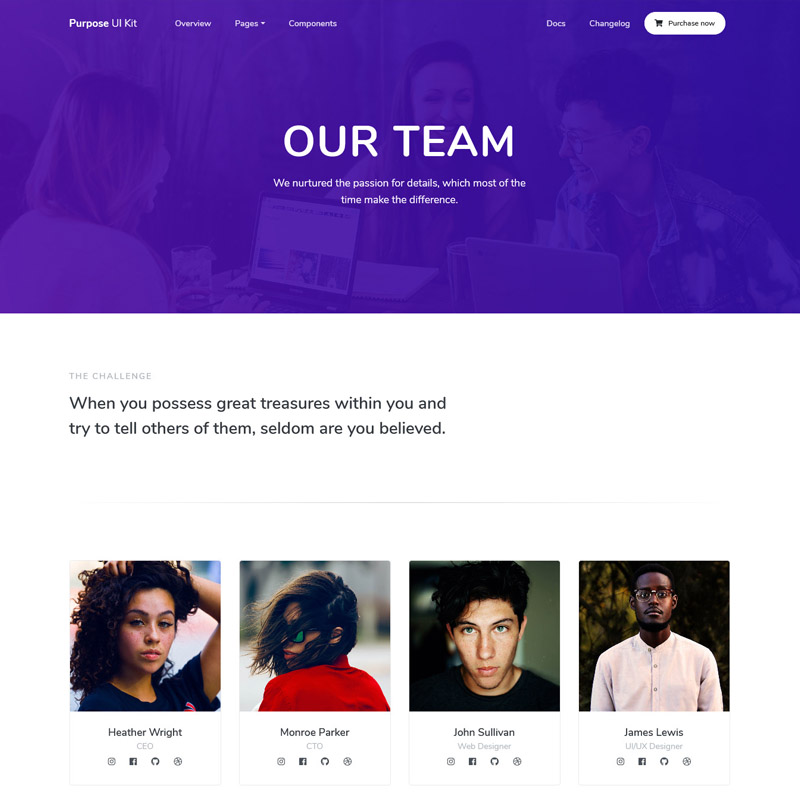 Purpose UI Kit Overview Pages Components Docs Changelog Purchase now
OUR TEAM
We nurtured the passion for details, which most of the
time make the difference.
THE CHALLENGE
When you possess great treasures within you and
try to tell others of them, seldom are you believed.
Heather Wright
CEO
Monroe Parker
CTO
John Sullivan
Web Designer
James Lewis
UI/UX Designer